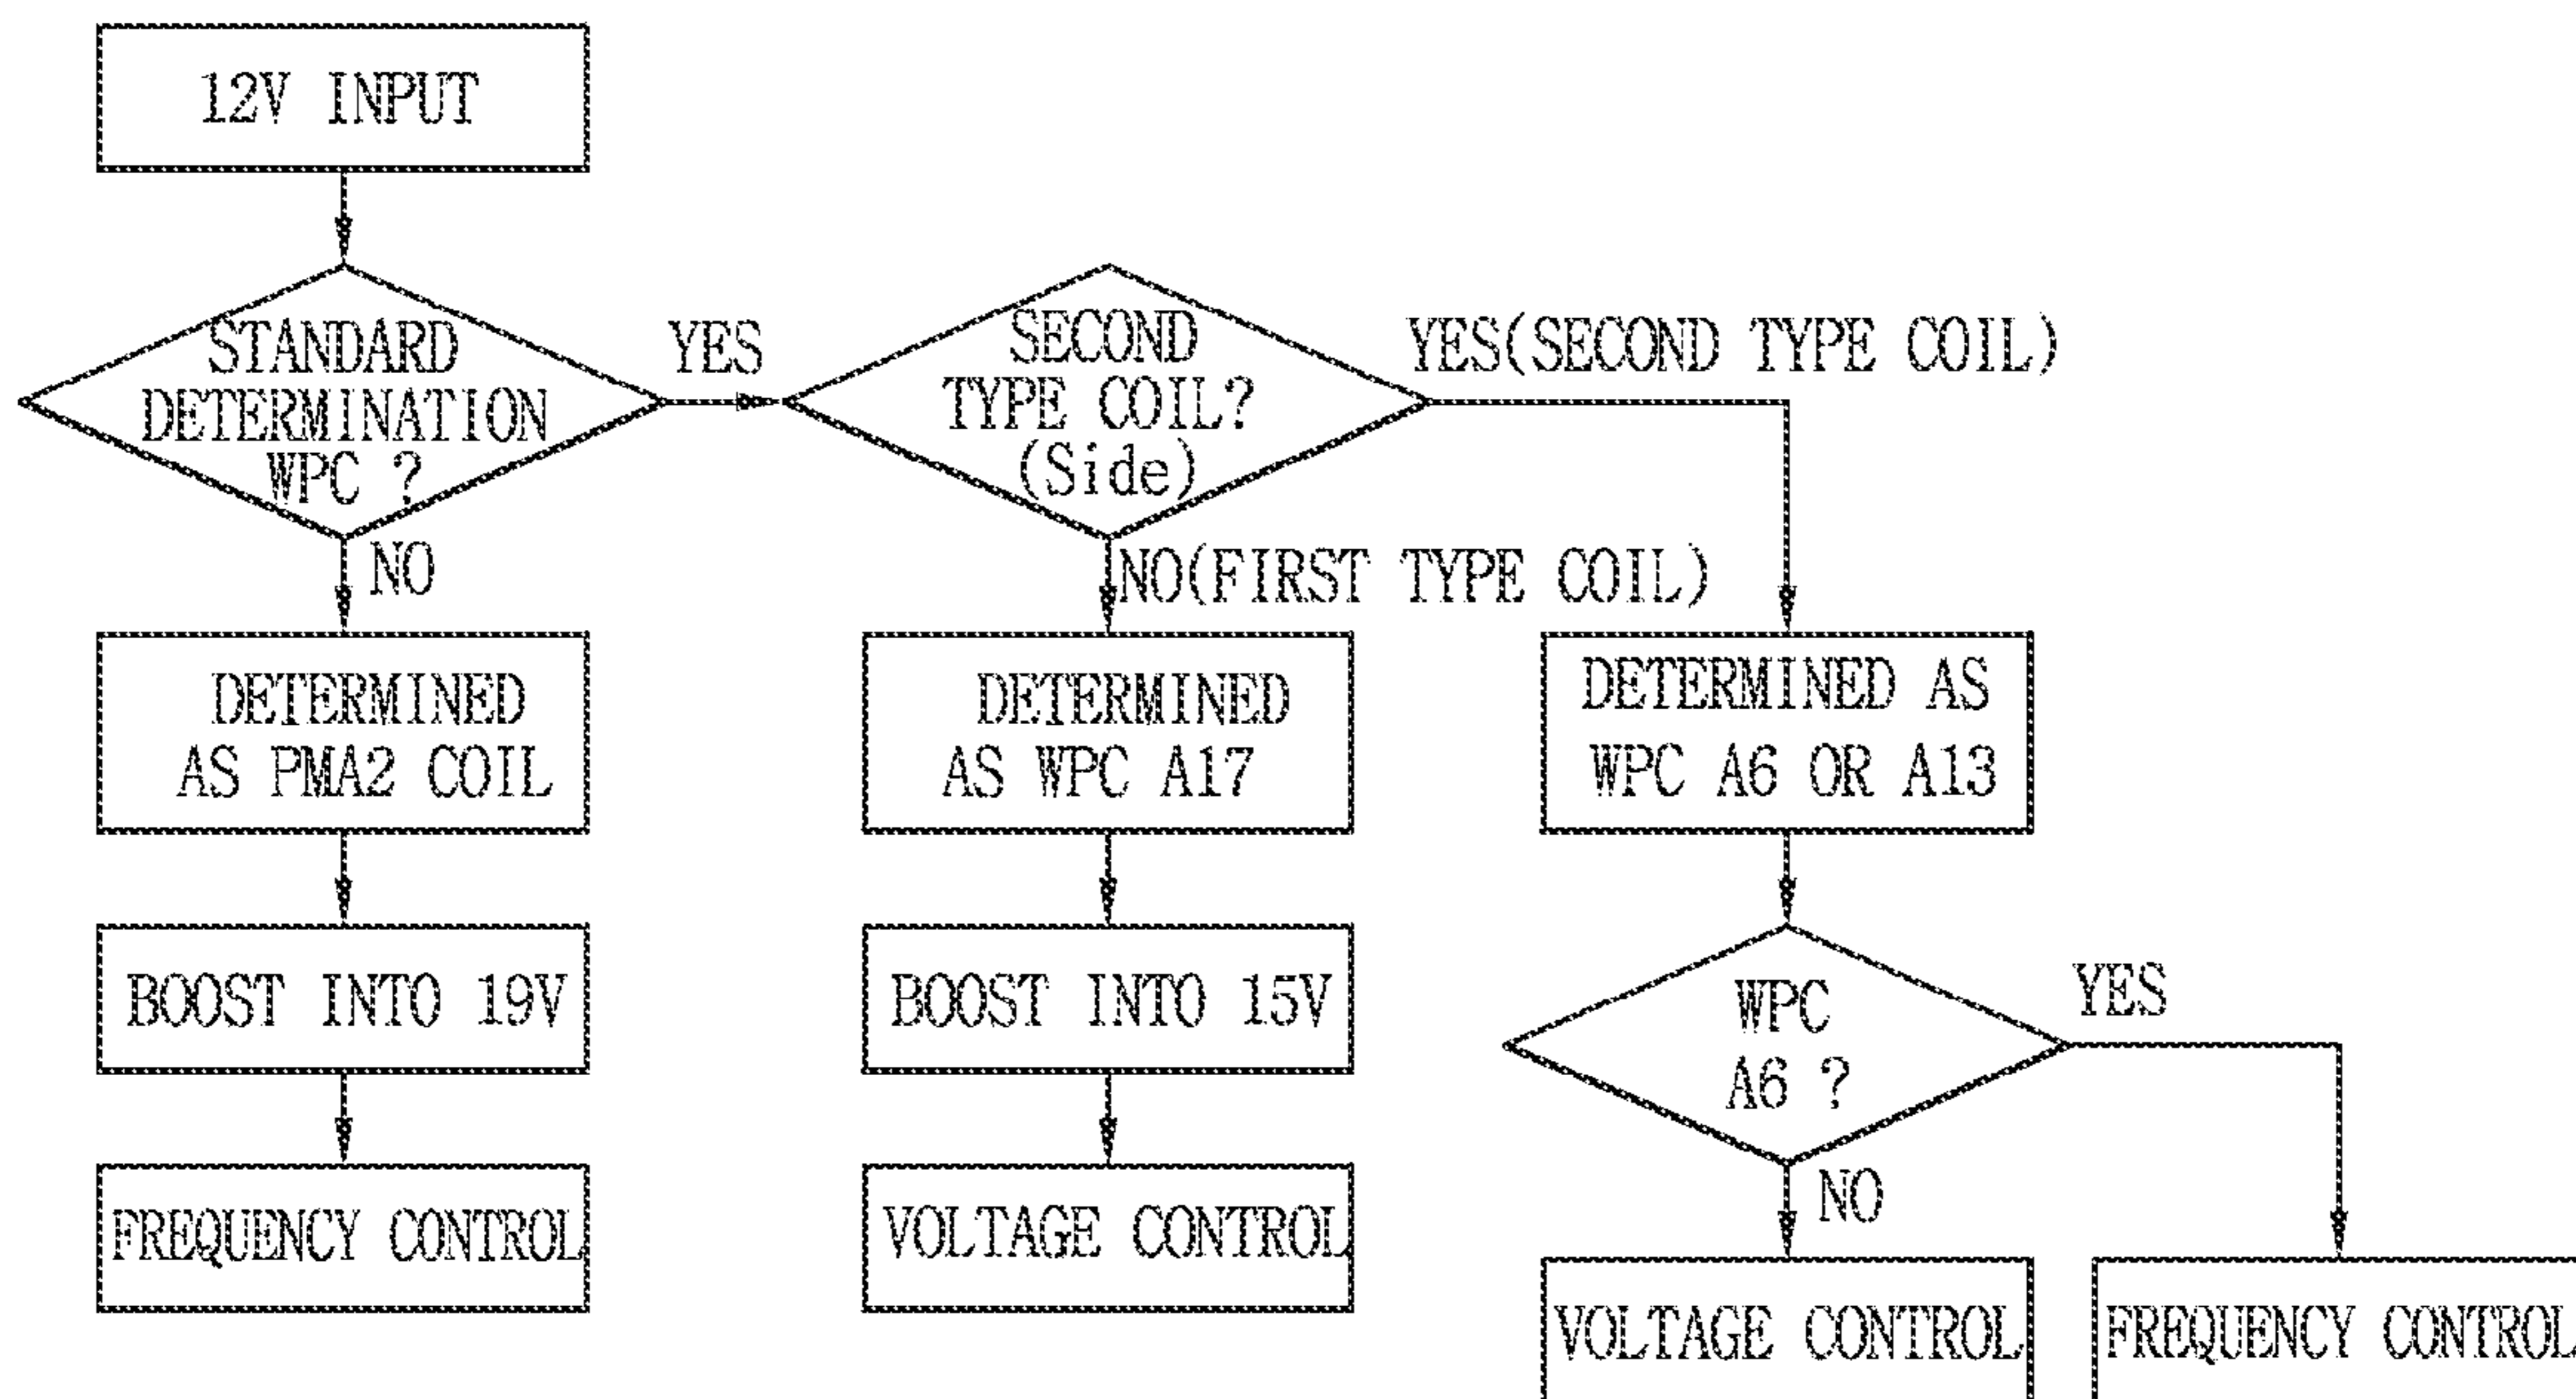 12V INPUT
STANDARD
DETERMINATION
WPC ?
YES
SECOND
TYPE COIL?
(Side)
YES(SECOND TYPE COIL)
NO
NO(FIRST TYPE COIL)
DETERMINED
AS PMA2 COIL
DETERMINED
AS WPC A17
DETERMINED AS
WPC A6 OR A13
BOOST INTO 19V
BOOST INTO 15V
WPC
A6 ?
YES
NO
FREQUENCY CONTROL
VOLTAGE CONTROL
VOLTAGE CONTROL
FREQUENCY CONTROL